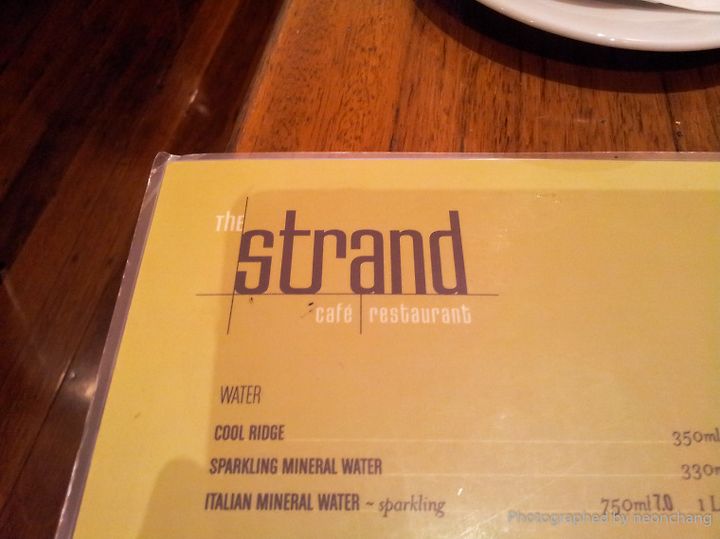 The
strand
café restaurant
WATER
COOL RIDGE 350ml
SPARKLING MINERAL WATER 330m
ITALIAN MINERAL WATER ~ sparkling 750ml 7.0 1 L
Photographed by neonchang